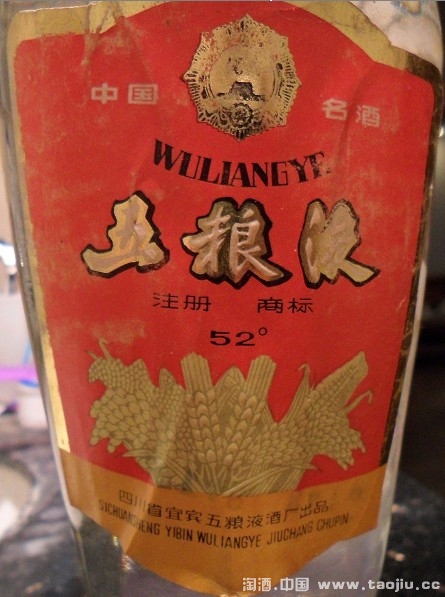 中国 名酒
WULIANGYE
五粮液
注册 商标
52°
四川省宜宾五粮液酒厂出品
SICHUANSHENG YIBIN WULIANGYE JIUCHANG CHUPIN
淘酒.中国 www.taojiu.cc